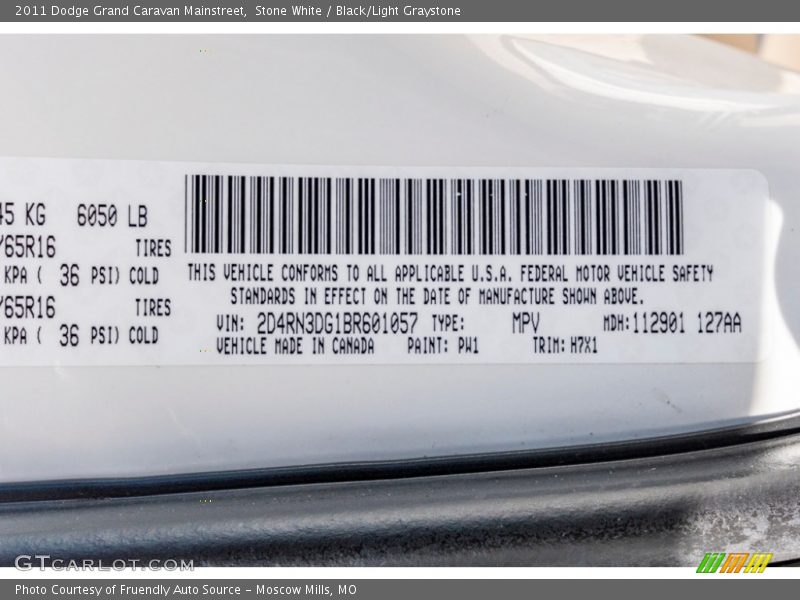 2011 Dodge Grand Caravan Mainstreet,  Stone White / Black/Light Graystone
45 KG 6050 LB
/65R16 TIRES
KPA ( 36 PSI) COLD
/65R16 TIRES
KPA ( 36 PSI) COLD
THIS VEHICLE CONFORMS TO ALL APPLICABLE U.S.A. FEDERAL MOTOR VEHICLE SAFETY
STANDARDS IN EFFECT ON THE DATE OF MANUFACTURE SHOWN ABOVE.
VIN: 2D4RN3DG1BR601057 TYPE: MPV MDH:112901 127AA
VEHICLE MADE IN CANADA PAINT: PW1 TRIM: H7X1
GTCARLOT.COM
Photo Courtesy of Fruendly Auto Source – Moscow Mills, MO